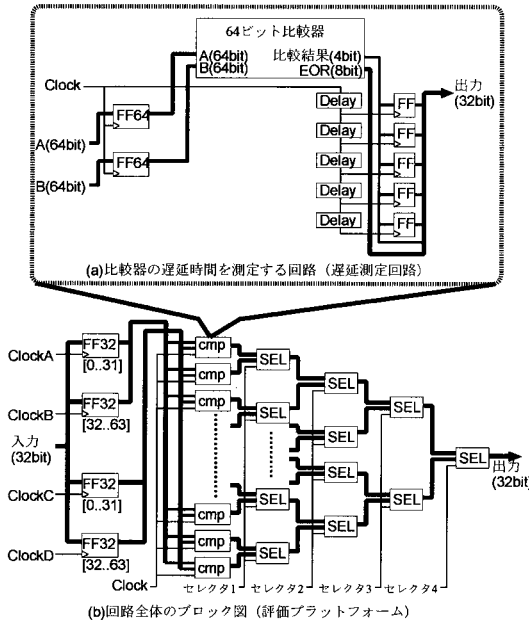 64ビット比較器
A(64bit)
B(64bit)
比較結果(4bit)
EOR(8bit)
Clock
出力
(32bit)
FF64
A(64bit)
FF64
B(64bit)
Delay
FF
Delay
FF
Delay
FF
Delay
FF
Delay
FF
(a)比較器の遅延時間を測定する回路（遅延測定回路）
ClockA
FF32
[0..31]
ClockB
FF32
[32..63]
入力
(32bit)
ClockC
FF32
[0..31]
ClockD
FF32
[32..63]
cmp
cmp
cmp
cmp
cmp
cmp
SEL
SEL
SEL
SEL
SEL
SEL
SEL
SEL
SEL
SEL
SEL
出力
(32bit)
Clock
セレクタ1
セレクタ2
セレクタ3
セレクタ4
(b)回路全体のブロック図（評価プラットフォーム）